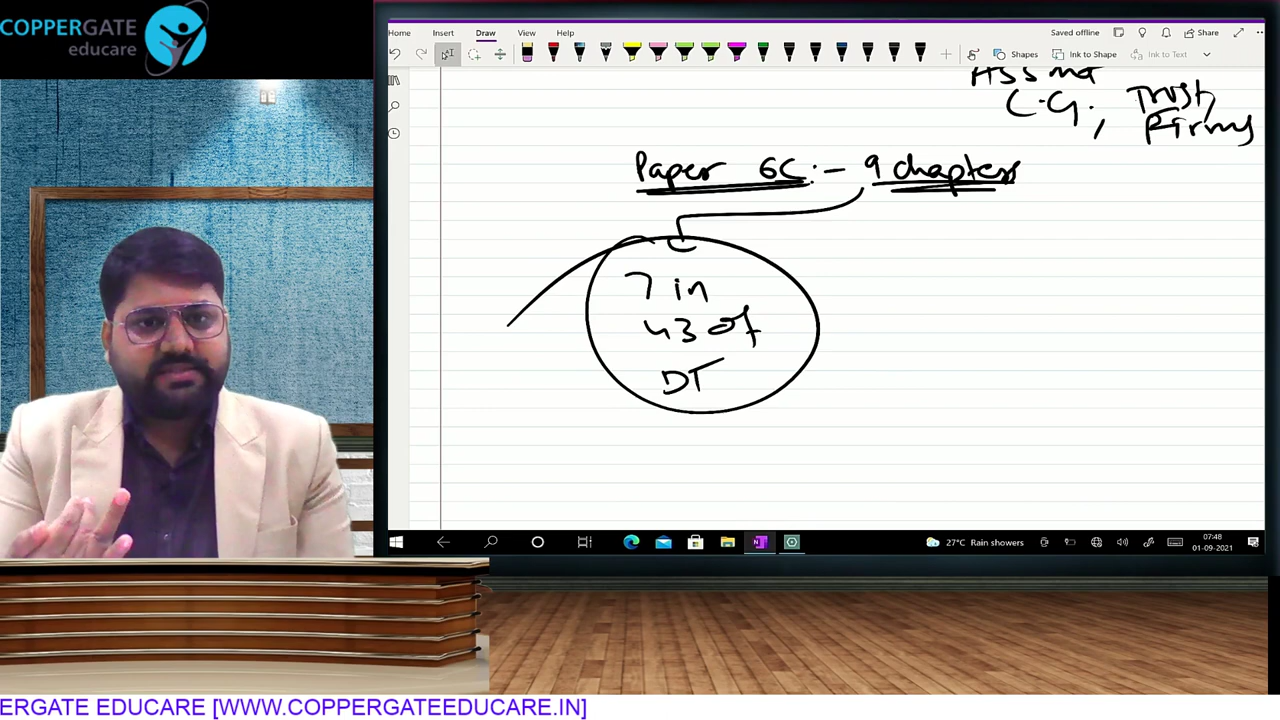 COPPERGATE
educare
Home Insert Draw View Help
Saved offline
Share
Shapes
Ink to Shape
Ink to Text
C.G., Trust,
Firms
Paper 6C :- 9 chapters
7 in
43 of
DT
27°C Rain showers
07:48
01-09-2021
ERGATE EDUCARE [WWW.COPPERGATEEDUCARE.IN]